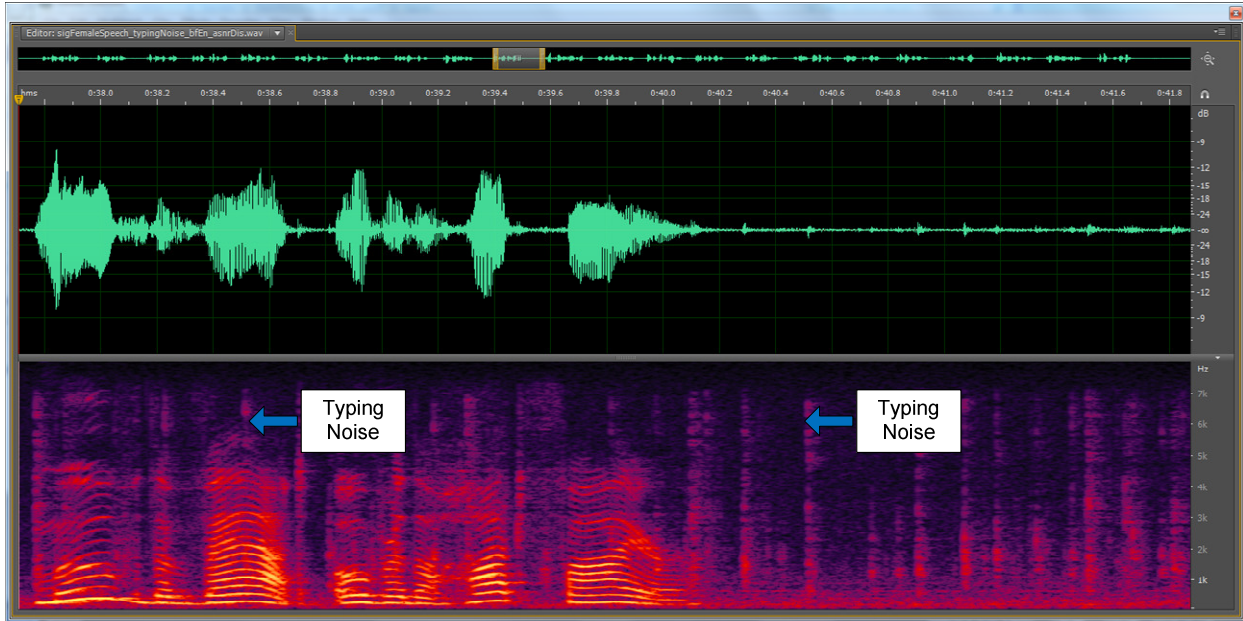 Editor: sigFemaleSpeech_typingNoise_bfEn_asnrDis.wav
hms 0:38.0 0:38.2 0:38.4 0:38.6 0:38.8 0:39.0 0:39.2 0:39.4 0:39.6 0:39.8 0:40.0 0:40.2 0:40.4 0:40.6 0:40.8 0:41.0 0:41.2 0:41.4 0:41.6 0:41.8
dB
-9
-12
-15
-18
-24
-∞
-24
-18
-15
-12
-9
Hz
7k
Typing Noise
Typing Noise
6k
5k
4k
3k
2k
1k